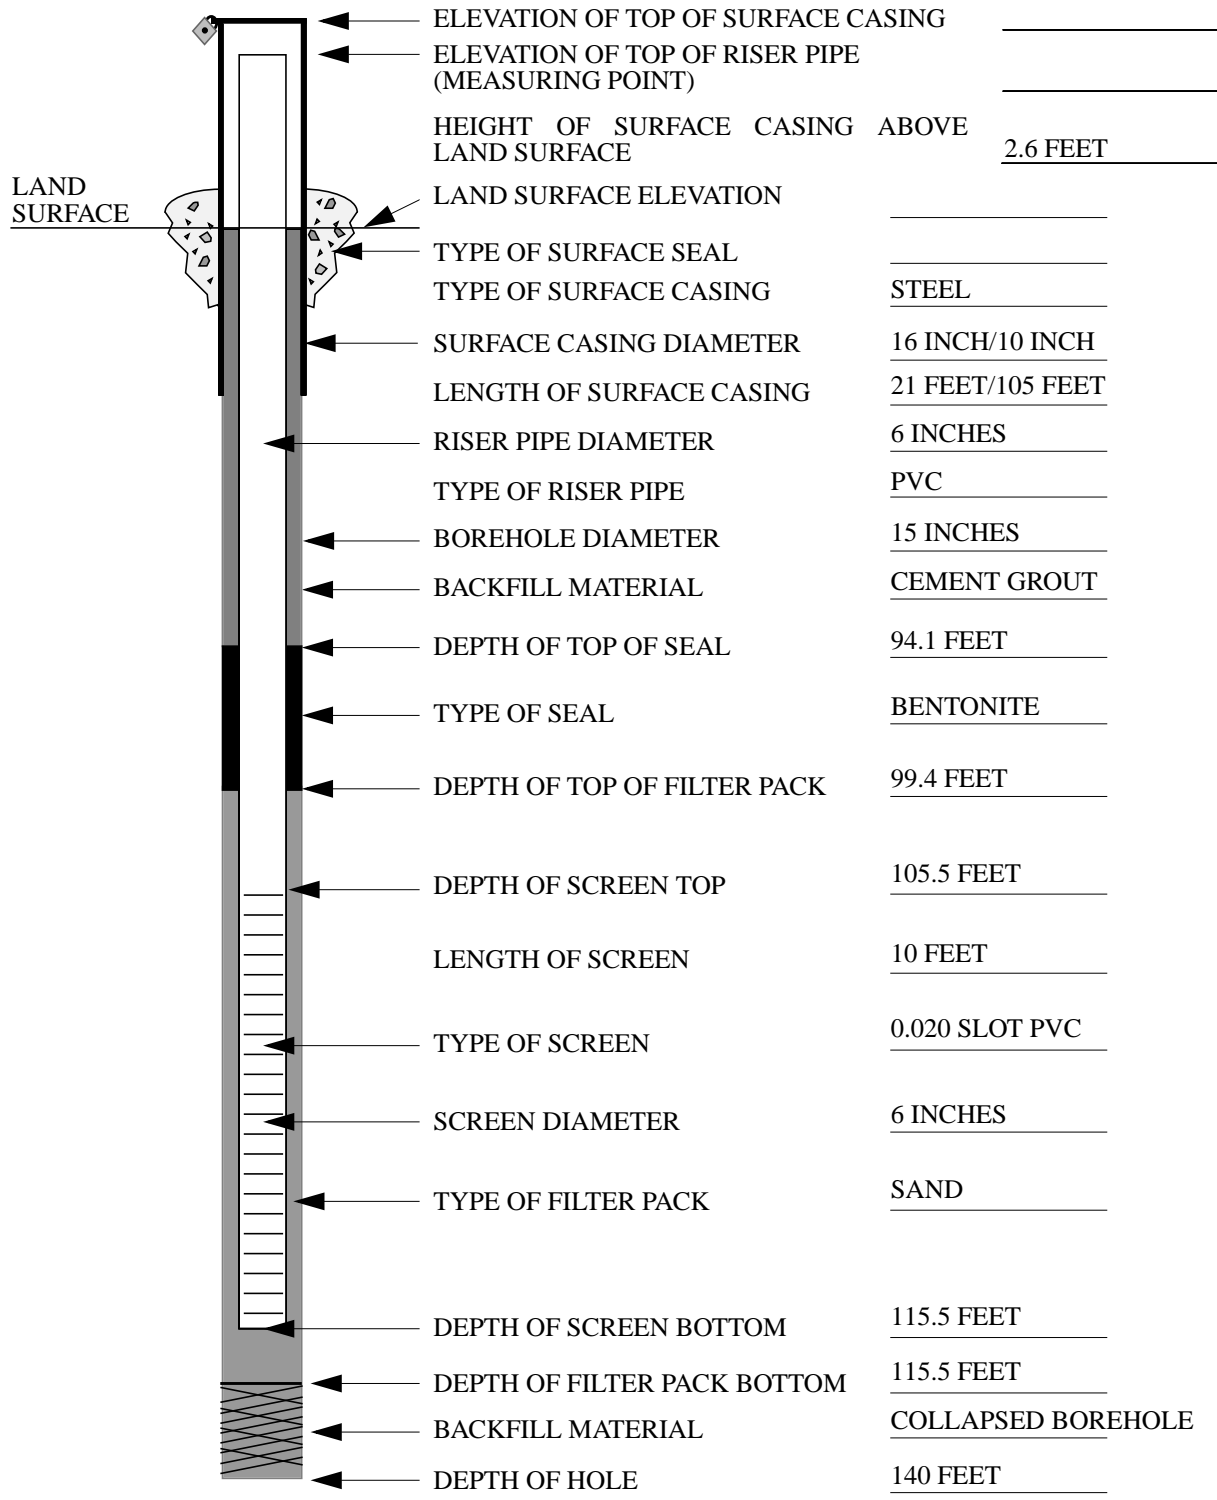 ELEVATION OF TOP OF SURFACE CASING
ELEVATION OF TOP OF RISER PIPE
(MEASURING POINT)
HEIGHT OF SURFACE CASING ABOVE
LAND SURFACE 2.6 FEET
LAND
SURFACE
LAND SURFACE ELEVATION
TYPE OF SURFACE SEAL
TYPE OF SURFACE CASING STEEL
SURFACE CASING DIAMETER 16 INCH/10 INCH
LENGTH OF SURFACE CASING 21 FEET/105 FEET
RISER PIPE DIAMETER 6 INCHES
TYPE OF RISER PIPE PVC
BOREHOLE DIAMETER 15 INCHES
BACKFILL MATERIAL CEMENT GROUT
DEPTH OF TOP OF SEAL 94.1 FEET
TYPE OF SEAL BENTONITE
DEPTH OF TOP OF FILTER PACK 99.4 FEET
DEPTH OF SCREEN TOP 105.5 FEET
LENGTH OF SCREEN 10 FEET
TYPE OF SCREEN 0.020 SLOT PVC
SCREEN DIAMETER 6 INCHES
TYPE OF FILTER PACK SAND
DEPTH OF SCREEN BOTTOM 115.5 FEET
DEPTH OF FILTER PACK BOTTOM 115.5 FEET
BACKFILL MATERIAL COLLAPSED BOREHOLE
DEPTH OF HOLE 140 FEET